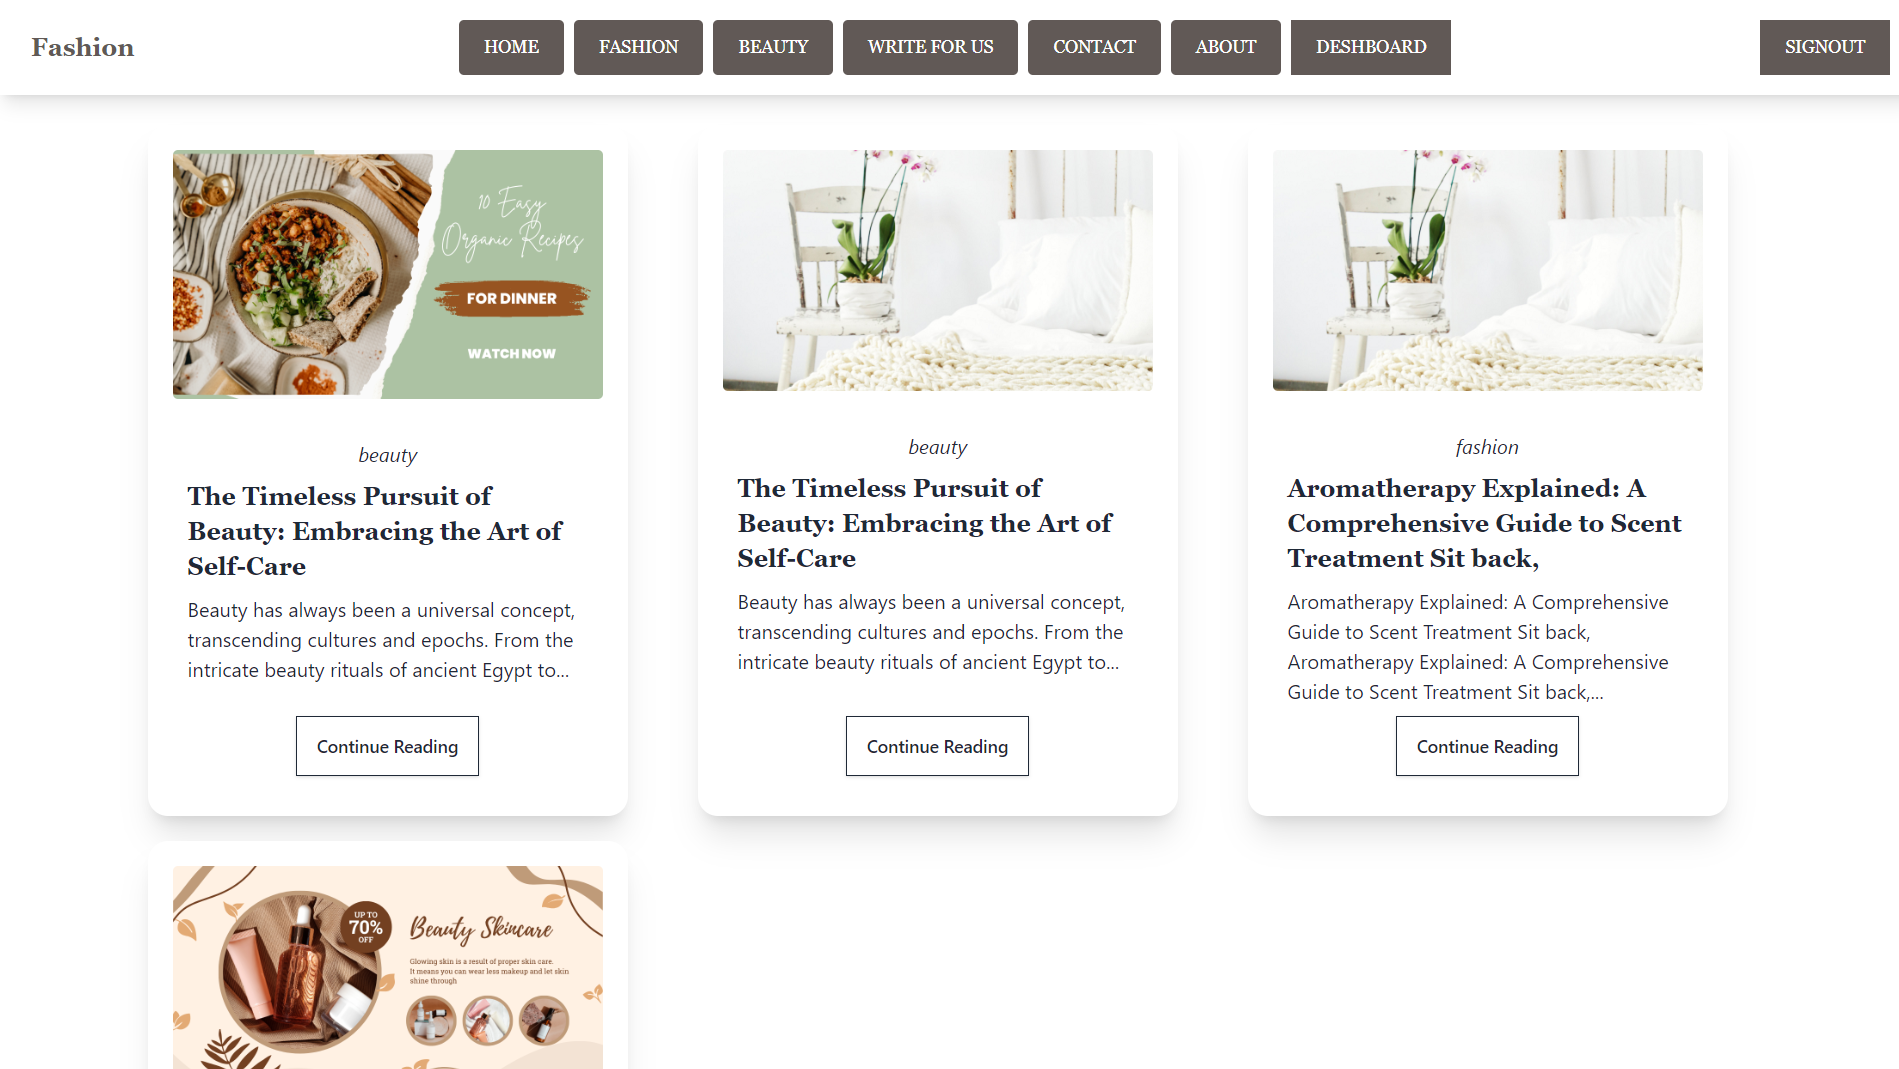 Fashion
HOME
FASHION
BEAUTY
WRITE FOR US
CONTACT
ABOUT
DESHBOARD
SIGNOUT
10 Easy
Organic Recipes
FOR DINNER
WATCH NOW
beauty
The Timeless Pursuit of
Beauty: Embracing the Art of
Self-Care
Beauty has always been a universal concept,
transcending cultures and epochs. From the
intricate beauty rituals of ancient Egypt to...
Continue Reading
beauty
The Timeless Pursuit of
Beauty: Embracing the Art of
Self-Care
Beauty has always been a universal concept,
transcending cultures and epochs. From the
intricate beauty rituals of ancient Egypt to...
Continue Reading
fashion
Aromatherapy Explained: A
Comprehensive Guide to Scent
Treatment Sit back,
Aromatherapy Explained: A Comprehensive
Guide to Scent Treatment Sit back,
Aromatherapy Explained: A Comprehensive
Guide to Scent Treatment Sit back,...
Continue Reading
UP TO
70%
OFF
Beauty Skincare
Glowing skin is a result of proper skin care.
It means you can wear less makeup and let skin
shine through